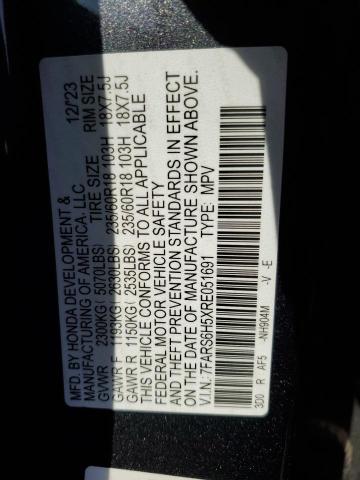 MFD. BY HONDA DEVELOPMENT & 12/23
MANUFACTURING OF AMERICA, LLC
TIRE SIZE RIM SIZE
GVWR 2300KG ( 5070LBS)
GAWR F 1193KG ( 2630LBS) 235/60R18 103H 18X7.5J
GAWR R 1150KG ( 2535LBS) 235/60R18 103H 18X7.5J
THIS VEHICLE CONFORMS TO ALL APPLICABLE
FEDERAL MOTOR VEHICLE SAFETY
AND THEFT PREVENTION STANDARDS IN EFFECT ON
THE DATE OF MANUFACTURE SHOWN ABOVE.
V.I.N.: 7FARS6H5XRE051691 TYPE: MPV
3D0 R AF5 -NH904M -V -E